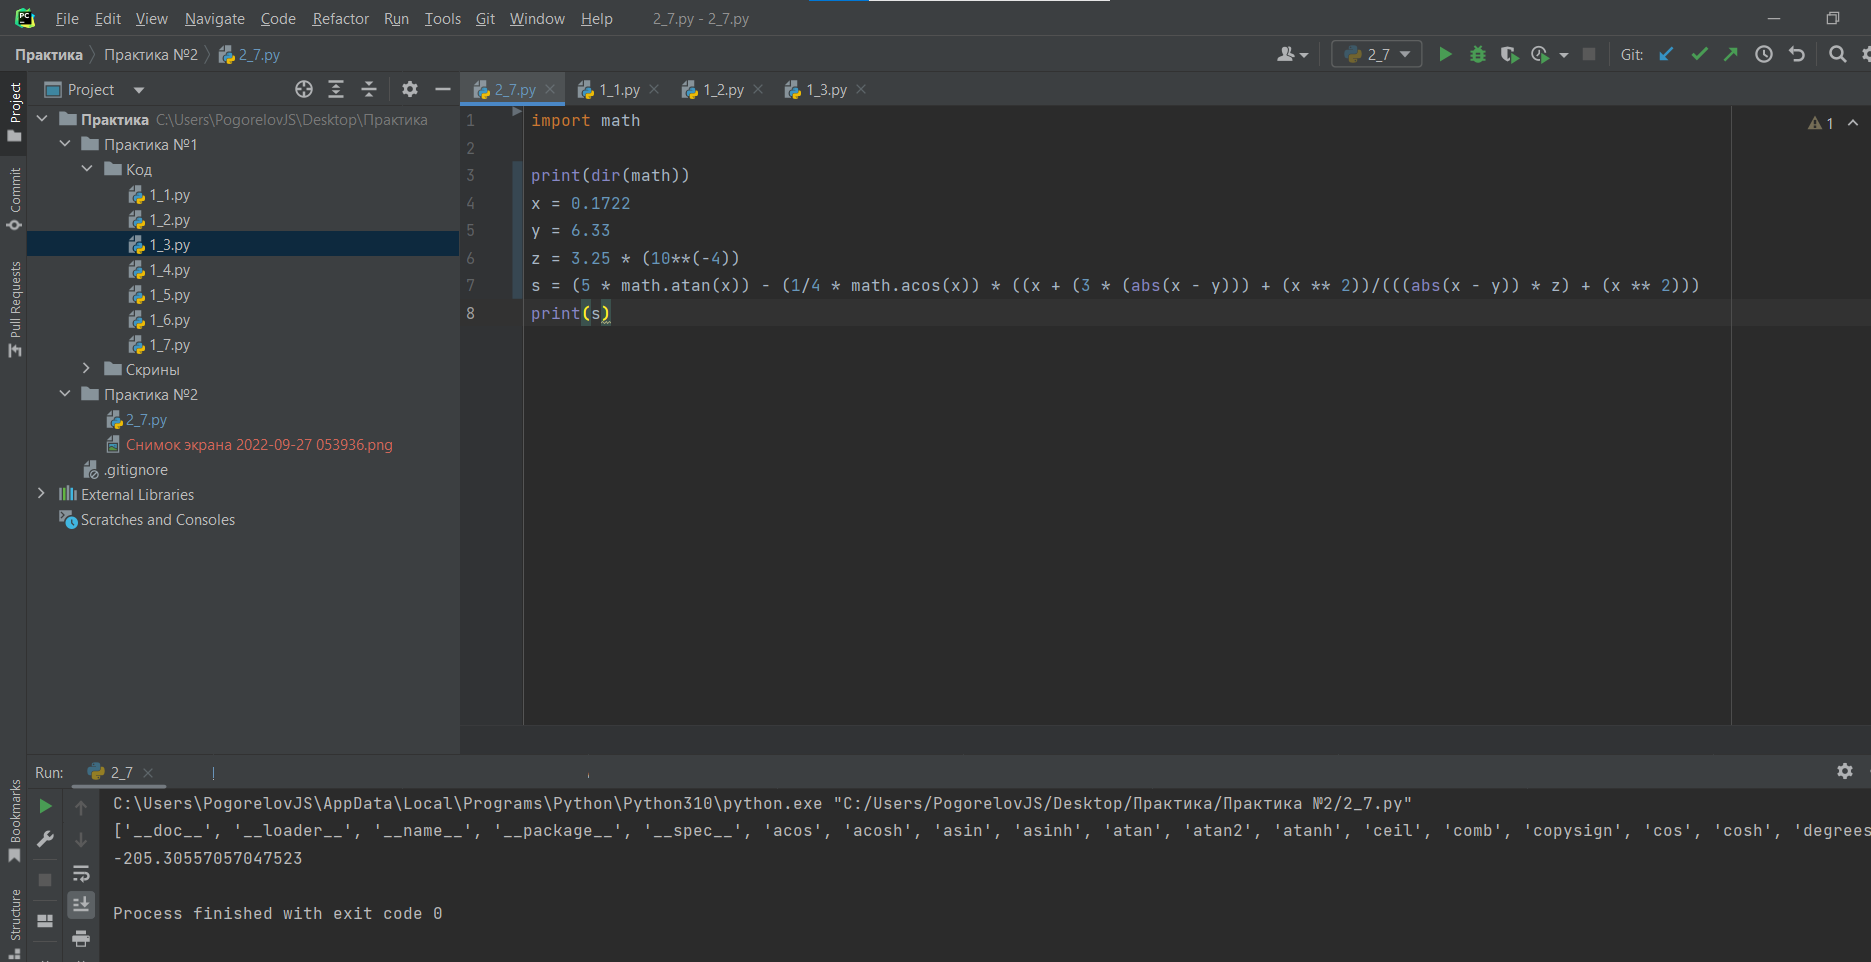 PC File Edit View Navigate Code Refactor Run Tools Git Window Help 2_7.py - 2_7.py
Практика Практика №2 2_7.py 2_7 Git:
Project
2_7.py 1_1.py 1_2.py 1_3.py
Практика C:\Users\PogorelovJS\Desktop\Практика
Практика №1
Код
1_1.py
1_2.py
1_3.py
1_4.py
1_5.py
1_6.py
1_7.py
Скрины
Практика №2
2_7.py
Снимок экрана 2022-09-27 053936.png
.gitignore
External Libraries
Scratches and Consoles
Project
Commit
Pull Requests
Bookmarks
Structure
1 import math
2
3 print(dir(math))
4 x = 0.1722
5 y = 6.33
6 z = 3.25 * (10**(-4))
7 s = (5 * math.atan(x)) - (1/4 * math.acos(x)) * ((x + (3 * (abs(x - y))) + (x ** 2))/(((abs(x - y)) * z) + (x ** 2)))
8 print(s)
1
Run: 2_7
C:\Users\PogorelovJS\AppData\Local\Programs\Python\Python310\python.exe "C:/Users/PogorelovJS/Desktop/Практика/Практика №2/2_7.py"
['__doc__', '__loader__', '__name__', '__package__', '__spec__', 'acos', 'acosh', 'asin', 'asinh', 'atan', 'atan2', 'atanh', 'ceil', 'comb', 'copysign', 'cos', 'cosh', 'degrees
-205.30557057047523
Process finished with exit code 0